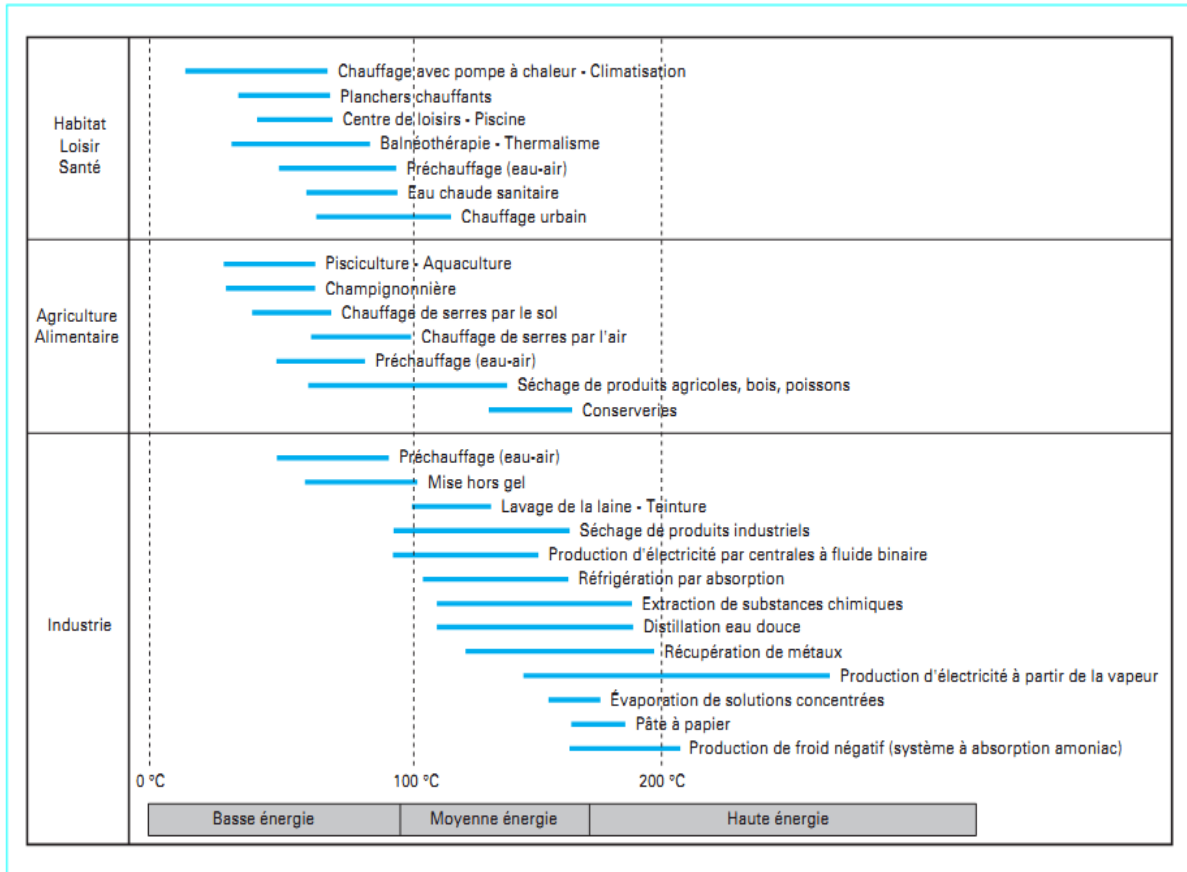 Habitat
Loisir
Santé
Chauffage avec pompe à chaleur - Climatisation
Planchers chauffants
Centre de loisirs - Piscine
Balnéothérapie - Thermalisme
Préchauffage (eau-air)
Eau chaude sanitaire
Chauffage urbain
Agriculture
Alimentaire
Pisciculture - Aquaculture
Champignonnière
Chauffage de serres par le sol
Chauffage de serres par l'air
Préchauffage (eau-air)
Séchage de produits agricoles, bois, poissons
Conserveries
Industrie
Préchauffage (eau-air)
Mise hors gel
Lavage de la laine - Teinture
Séchage de produits industriels
Production d'électricité par centrales à fluide binaire
Réfrigération par absorption
Extraction de substances chimiques
Distillation eau douce
Récupération de métaux
Production d'électricité à partir de la vapeur
Évaporation de solutions concentrées
Pâte à papier
Production de froid négatif (système à absorption amoniac)
0 °C 100 °C 200 °C
Basse énergie Moyenne énergie Haute énergie